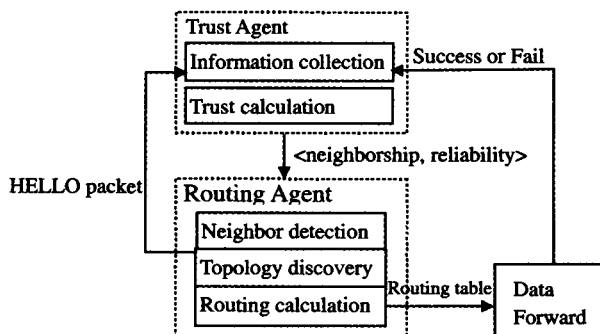 Trust Agent
Information collection
Success or Fail
Trust calculation
<neighborship, reliability>
HELLO packet
Routing Agent
Neighbor detection
Topology discovery
Routing calculation
Routing table
Data
Forward